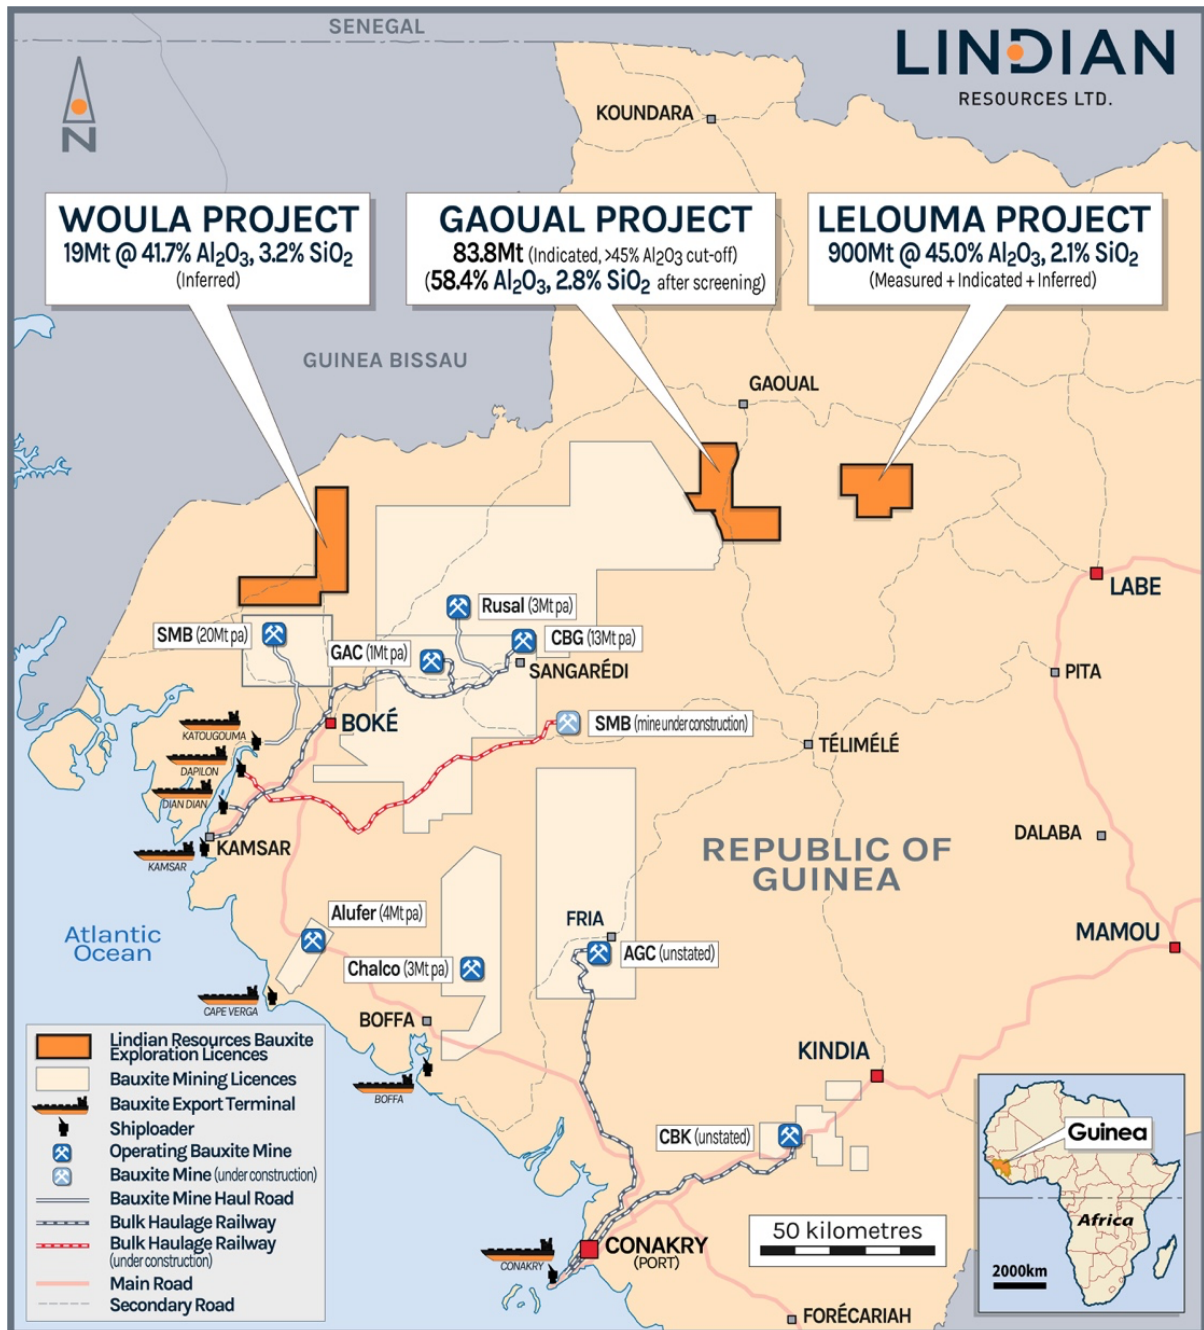 SENEGAL
LINDIAN
RESOURCES LTD.
N
KOUNDARA
WOULA PROJECT
19Mt @ 41.7% Al₂O₃, 3.2% SiO₂
(Inferred)
GAOUAL PROJECT
83.8Mt (Indicated, >45% Al₂O₃ cut-off)
(58.4% Al₂O₃, 2.8% SiO₂ after screening)
LELOUMA PROJECT
900Mt @ 45.0% Al₂O₃, 2.1% SiO₂
(Measured + Indicated + Inferred)
GUINEA BISSAU
GAOUAL
LABE
Rusal (3Mt pa)
SMB (20Mt pa)
CBG (13Mt pa)
GAC (1Mt pa)
SANGARÉDI
PITA
BOKÉ
SMB (mine under construction)
KATOUGOUMA
TÉLIMÉLÉ
DAPILON
DIAN DIAN
KAMSAR
KAMSAR
DALABA
REPUBLIC OF
GUINEA
Alufer (4Mt pa)
FRIA
MAMOU
Atlantic
Ocean
AGC (unstated)
Chalco (3Mt pa)
CAPE VERGA
BOFFA
KINDIA
BOFFA
CBK (unstated)
CONAKRY
(PORT)
CONAKRY
FORÉCARIAH
50 kilometres
Lindian Resources Bauxite
Exploration Licences
Bauxite Mining Licences
Bauxite Export Terminal
Shiploader
Operating Bauxite Mine
Bauxite Mine (under construction)
Bauxite Mine Haul Road
Bulk Haulage Railway
Bulk Haulage Railway
(under construction)
Main Road
Secondary Road
Guinea
Africa
2000km